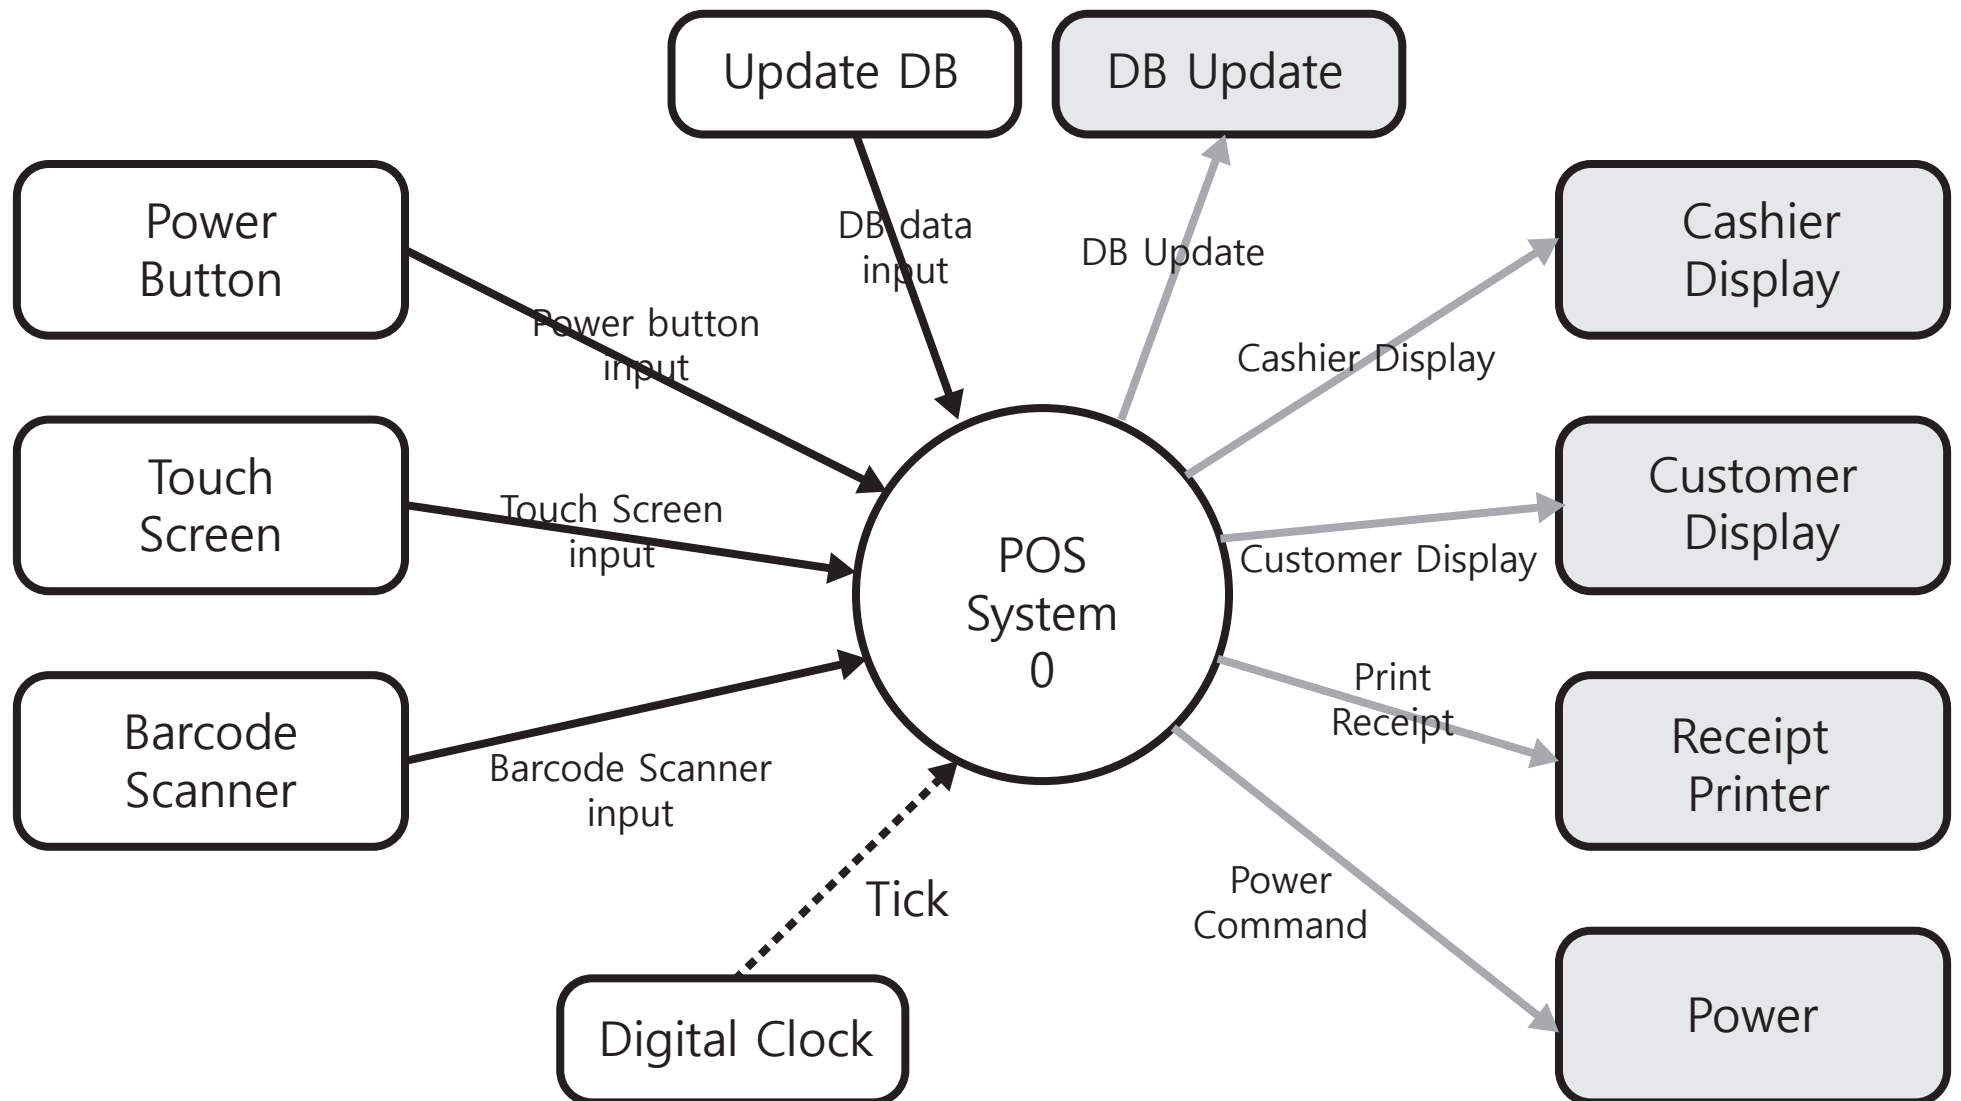 Update DB
DB Update
Power
Button
DB data
input
DB Update
Cashier
Display
Power button
input
Cashier Display
Touch
Screen
Touch Screen
input
POS
System
0
Customer
Display
Customer Display
Barcode
Scanner
Barcode Scanner
input
Print
Receipt
Receipt
Printer
Tick
Power
Command
Digital Clock
Power